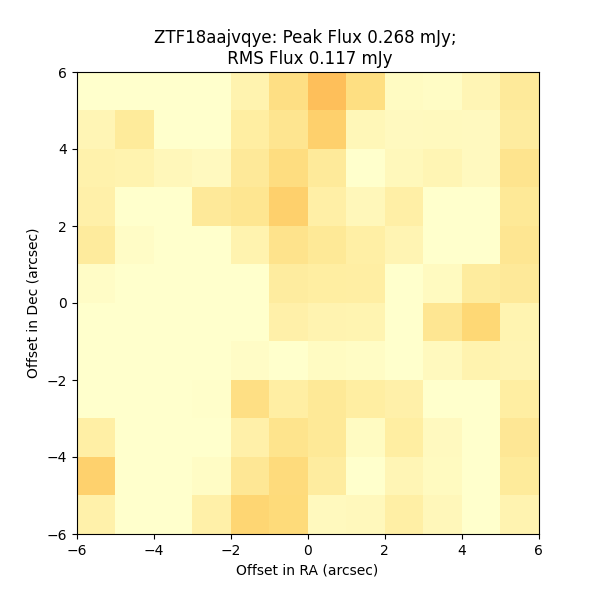 ZTF18aajvqye: Peak Flux 0.268 mJy;
RMS Flux 0.117 mJy
6
4
2
0
−2
−4
−6
Offset in Dec (arcsec)
−6 −4 −2 0 2 4 6
Offset in RA (arcsec)